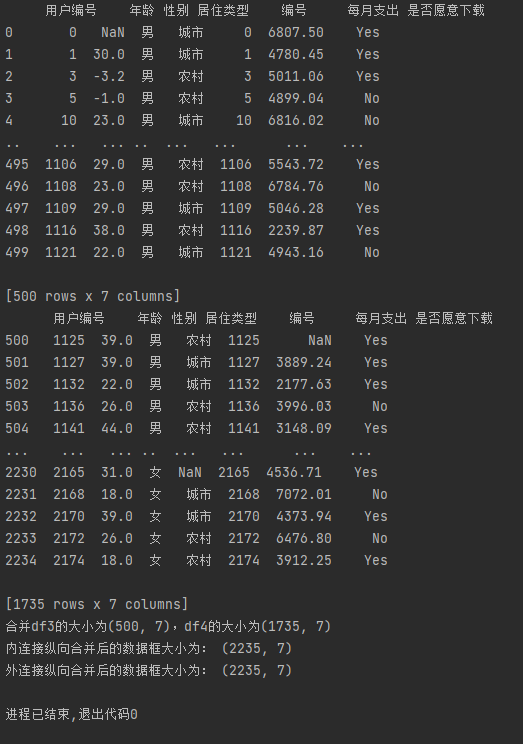 用户编号 年龄 性别 居住类型 编号 每月支出 是否愿意下载
0 0 NaN 男 城市 0 6807.50 Yes
1 1 30.0 男 城市 1 4780.45 Yes
2 3 -3.2 男 农村 3 5011.06 Yes
3 5 -1.0 男 农村 5 4899.04 No
4 10 23.0 男 城市 10 6816.02 No
.. ... ... .. ... ... ... ...
495 1106 29.0 男 农村 1106 5543.72 Yes
496 1108 23.0 男 农村 1108 6784.76 No
497 1109 29.0 男 城市 1109 5046.28 Yes
498 1116 38.0 男 农村 1116 2239.87 Yes
499 1121 22.0 男 城市 1121 4943.16 No
[500 rows x 7 columns]
用户编号 年龄 性别 居住类型 编号 每月支出 是否愿意下载
500 1125 39.0 男 农村 1125 NaN Yes
501 1127 39.0 男 城市 1127 3889.24 Yes
502 1132 22.0 男 城市 1132 2177.63 Yes
503 1136 26.0 男 农村 1136 3996.03 No
504 1141 44.0 男 农村 1141 3148.09 Yes
... ... ... .. ... ... ... ...
2230 2165 31.0 女 NaN 2165 4536.71 Yes
2231 2168 18.0 女 城市 2168 7072.01 No
2232 2170 39.0 女 城市 2170 4373.94 Yes
2233 2172 26.0 女 农村 2172 6476.80 No
2234 2174 18.0 女 农村 2174 3912.25 Yes
[1735 rows x 7 columns]
合并df3的大小为(500, 7)，df4的大小为(1735, 7)
内连接纵向合并后的数据框大小为： (2235, 7)
外连接纵向合并后的数据框大小为： (2235, 7)
进程已结束,退出代码0